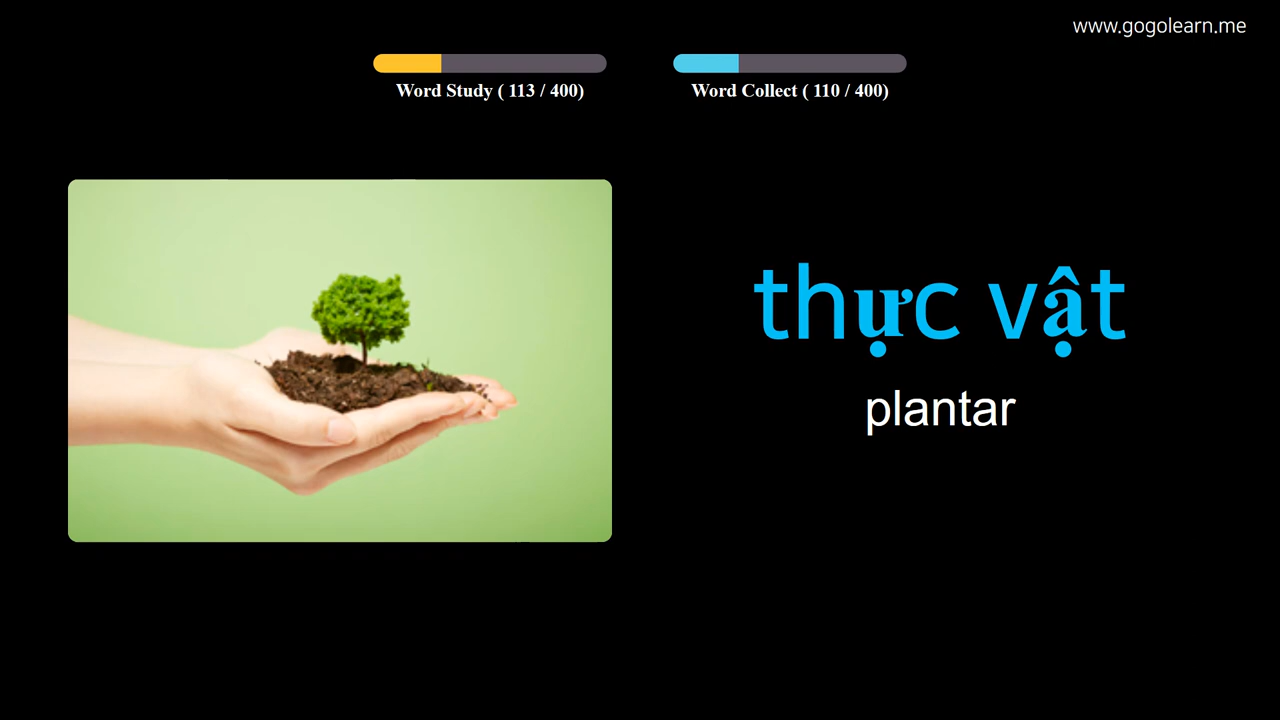 www.gogolearn.me
Word Study ( 113 / 400)
Word Collect ( 110 / 400)
thực vật
plantar